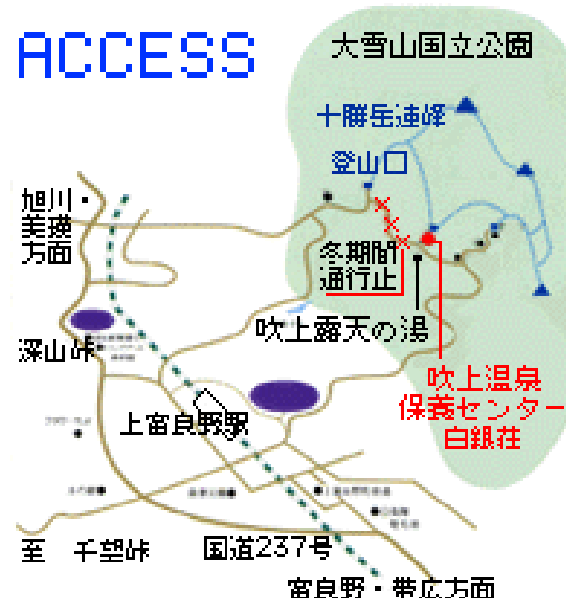 ACCESS
大雪山国立公園
十勝岳連峰
登山口
旭川・
美瑛
方面
冬期間
通行止
吹上露天の湯
深山峠
吹上温泉
保養センター
白銀荘
上富良野駅
至 千望峠
国道237号
富良野・帯広方面